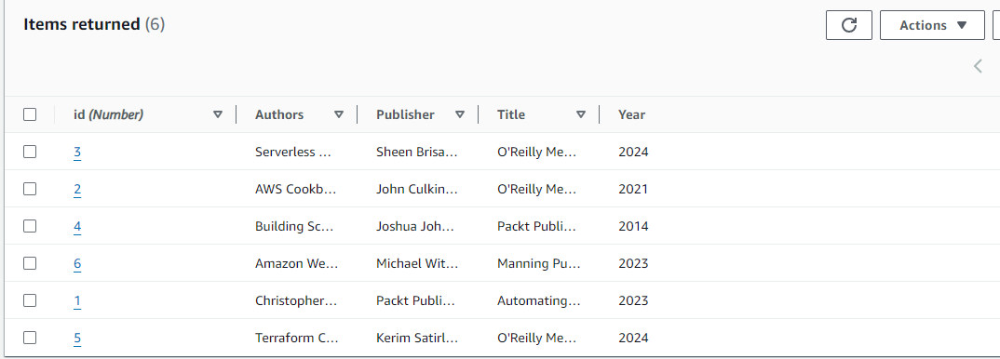 Items returned (6)
Actions
id (Number) Authors Publisher Title Year
3 Serverless ... Sheen Brisa... O'Reilly Me... 2024
2 AWS Cookb... John Culkin... O'Reilly Me... 2021
4 Building Sc... Joshua Joh... Packt Publi... 2014
6 Amazon We... Michael Wit... Manning Pu... 2023
1 Christopher... Packt Publi... Automating... 2023
5 Terraform C... Kerim Satirl... O'Reilly Me... 2024